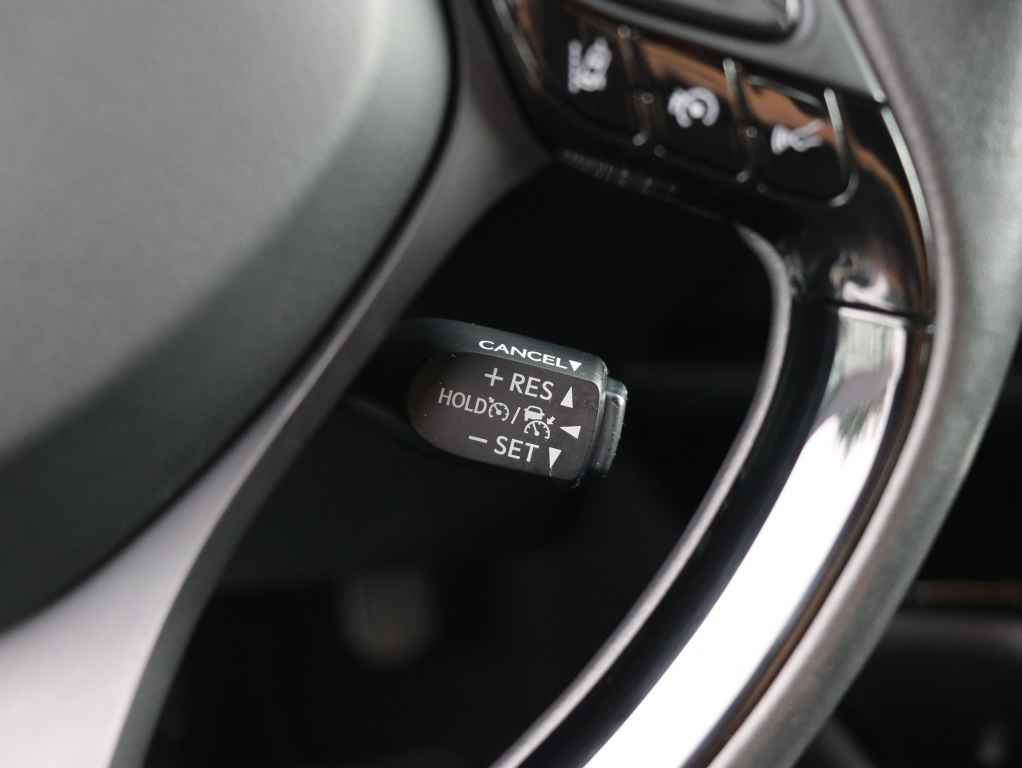 CANCEL▼
+ RES ▲
HOLD / ◀
− SET ▼